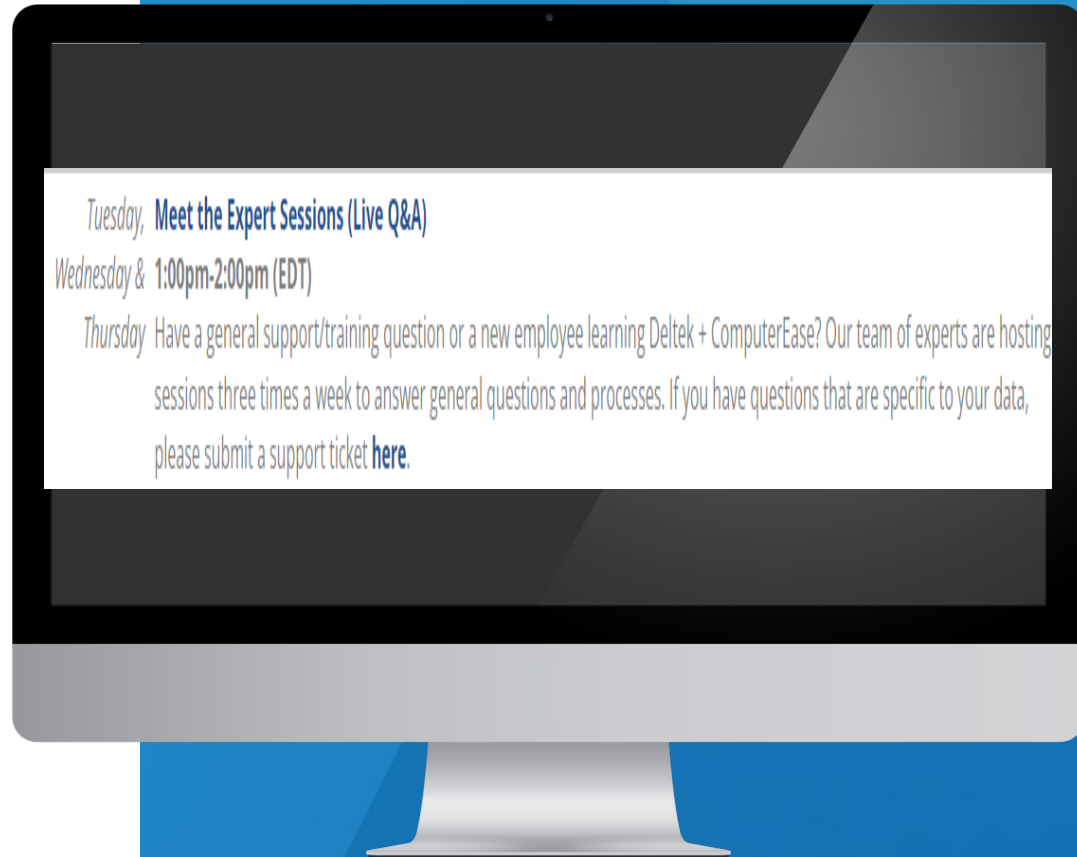 Tuesday, Meet the Expert Sessions (Live Q&A)
Wednesday & 1:00pm-2:00pm (EDT)
Thursday Have a general support/training question or a new employee learning Deltek + ComputerEase? Our team of experts are hosting
sessions three times a week to answer general questions and processes. If you have questions that are specific to your data,
please submit a support ticket here.